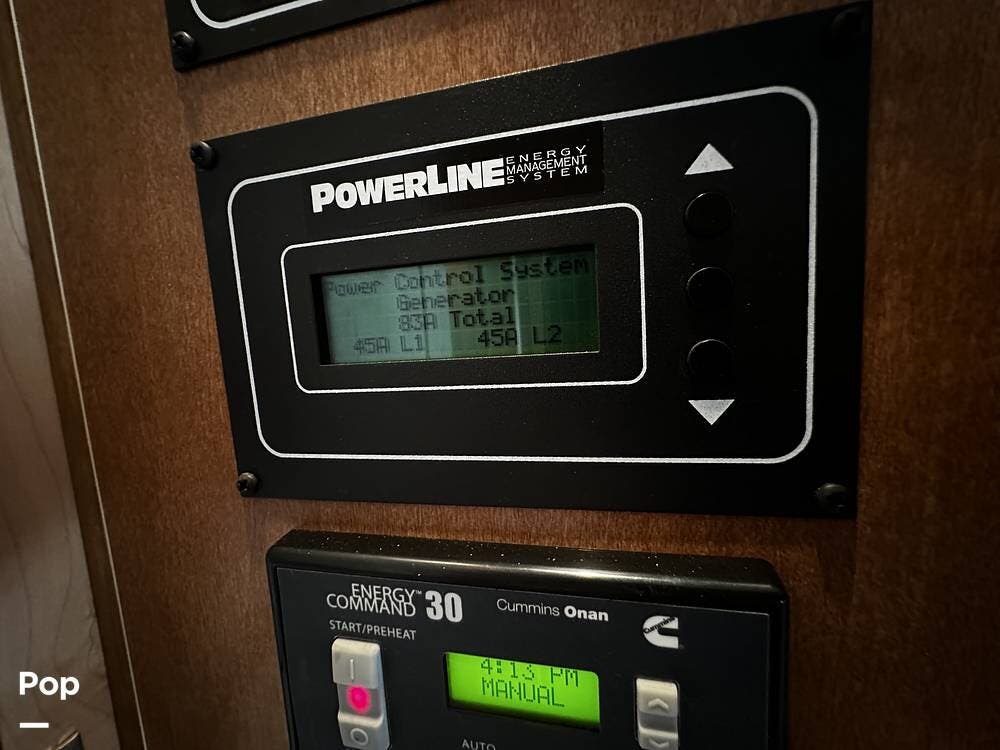 POWERLINE ENERGY
MANAGEMENT
SYSTEM
Power Control System
Generator
83A Total
45A L1 45A L2
ENERGY™
COMMAND 30
Cummins Onan
START/PREHEAT
4:13 PM
MANUAL
AUTO
Pop